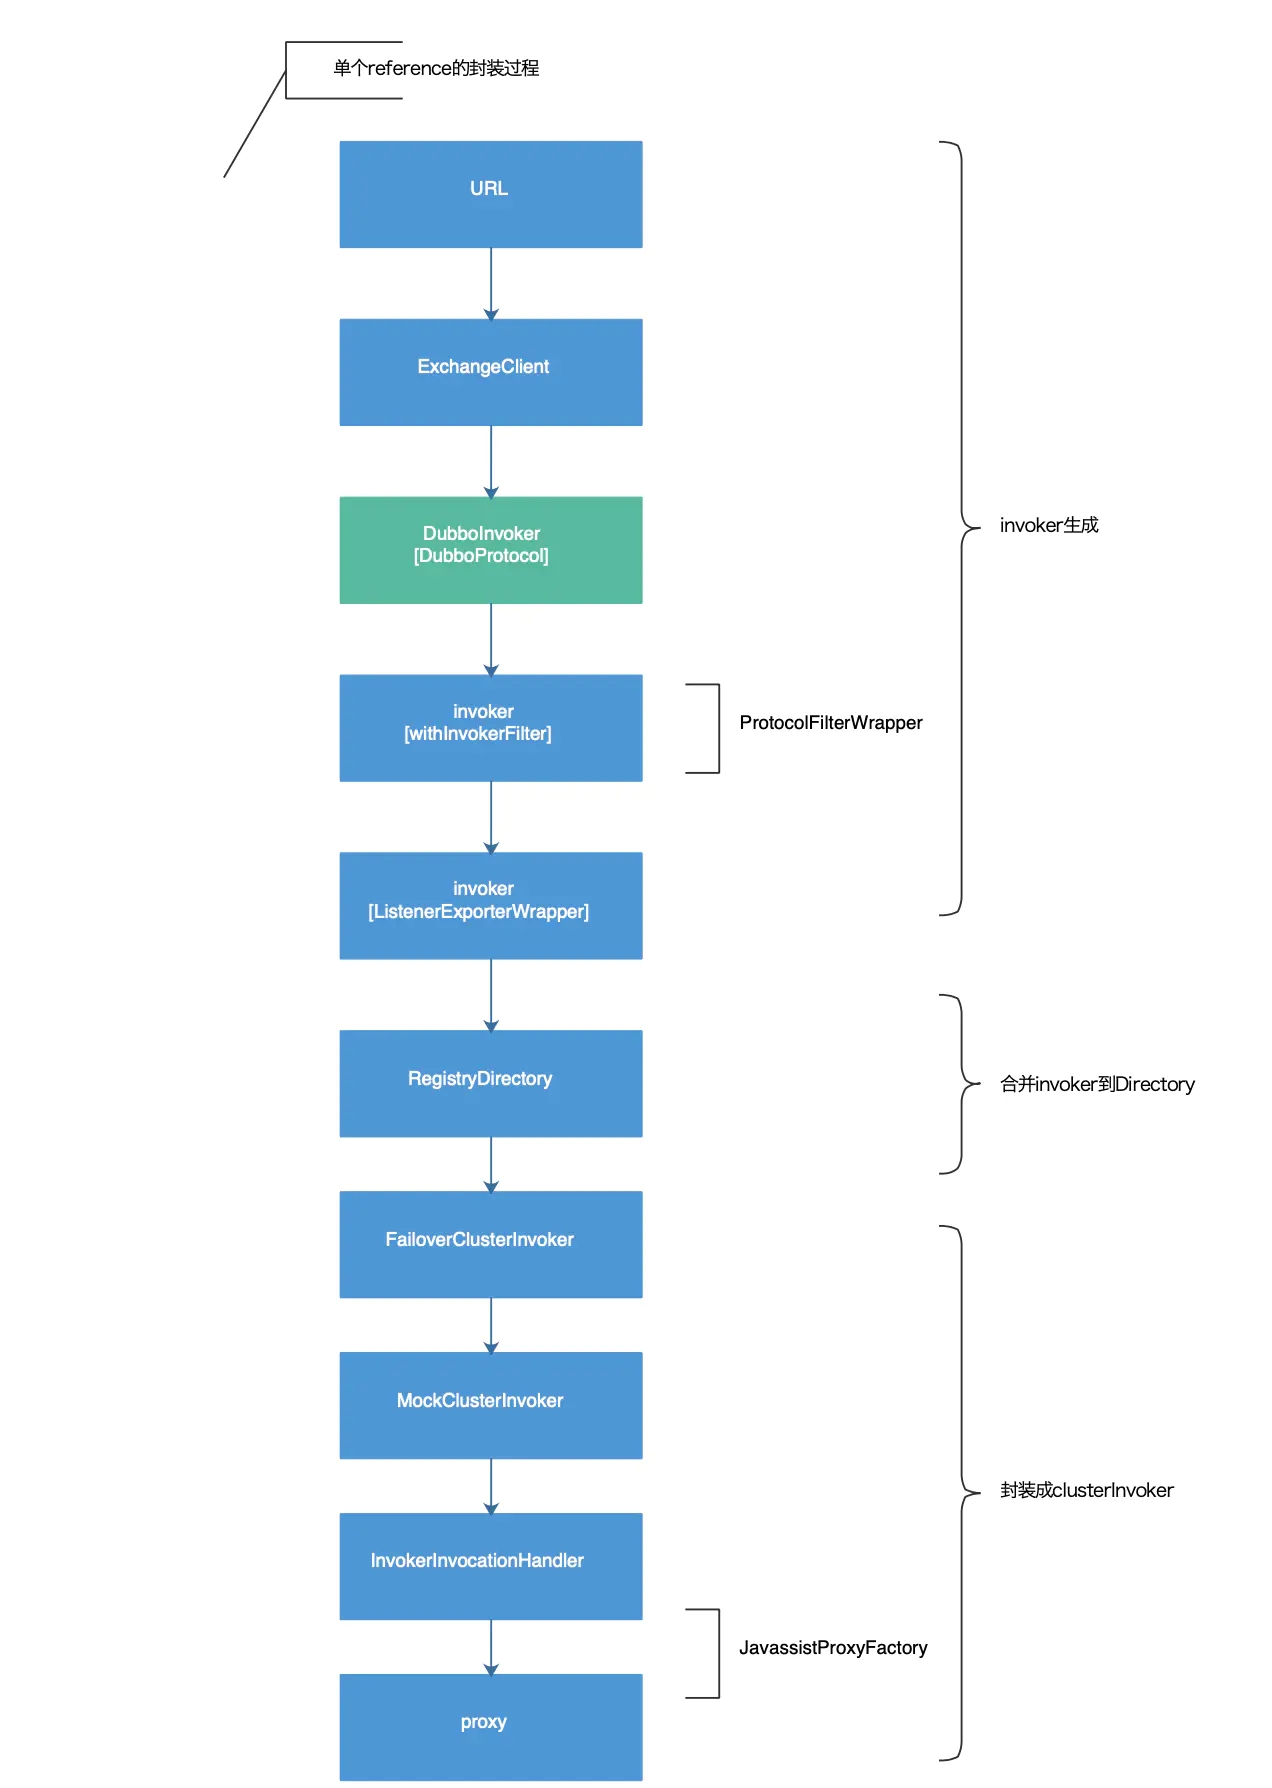 单个reference的封装过程
URL
ExchangeClient
DubboInvoker
[DubboProtocol]
invoker生成
invoker
[withInvokerFilter]
ProtocolFilterWrapper
invoker
[ListenerExporterWrapper]
RegistryDirectory
合并invoker到Directory
FailoverClusterInvoker
MockClusterInvoker
封装成clusterInvoker
InvokerInvocationHandler
JavassistProxyFactory
proxy